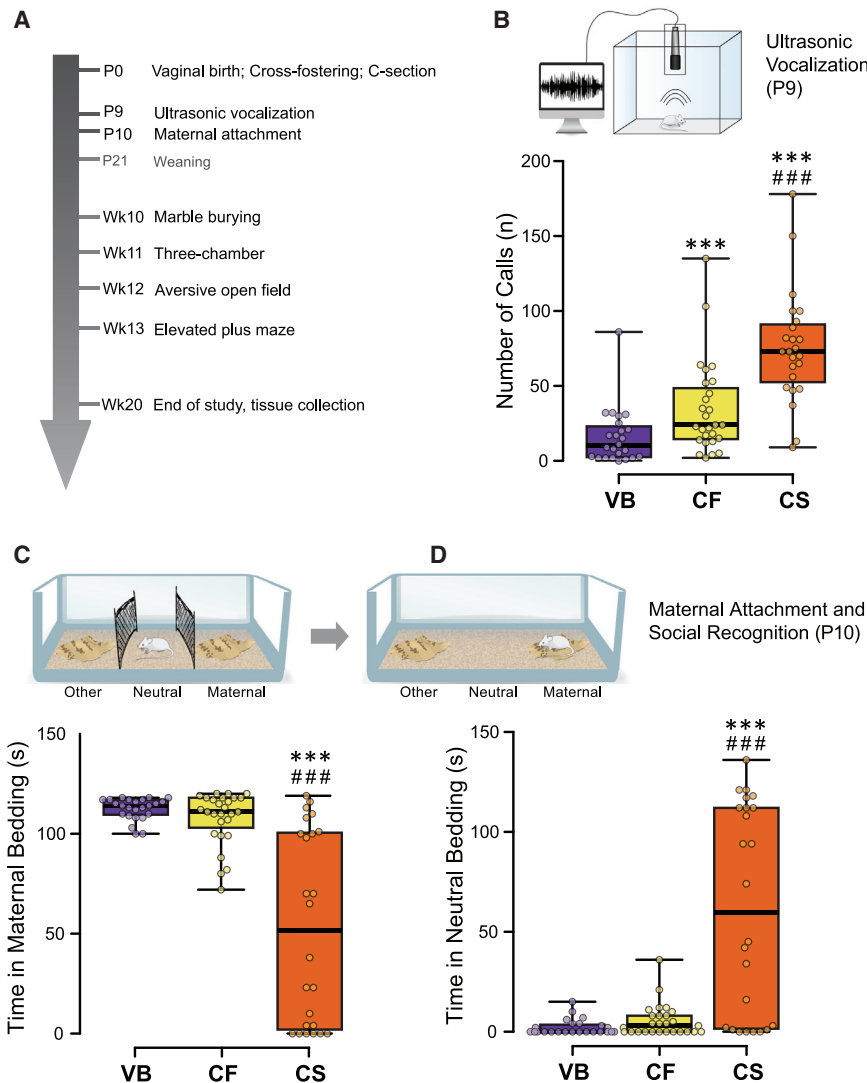 A
P0 Vaginal birth; Cross-fostering; C-section
P9 Ultrasonic vocalization
P10 Maternal attachment
P21 Weaning
Wk10 Marble burying
Wk11 Three-chamber
Wk12 Aversive open field
Wk13 Elevated plus maze
Wk20 End of study, tissue collection
B
Ultrasonic
Vocalization
(P9)
Number of Calls (n)
200
150
100
50
0
***
***
###
VB CF CS
C
Other Neutral Maternal
Time in Maternal Bedding (s)
150
100
50
0
***
###
VB CF CS
D
Other Neutral Maternal
Maternal Attachment and
Social Recognition (P10)
Time in Neutral Bedding (s)
150
100
50
0
***
###
VB CF CS